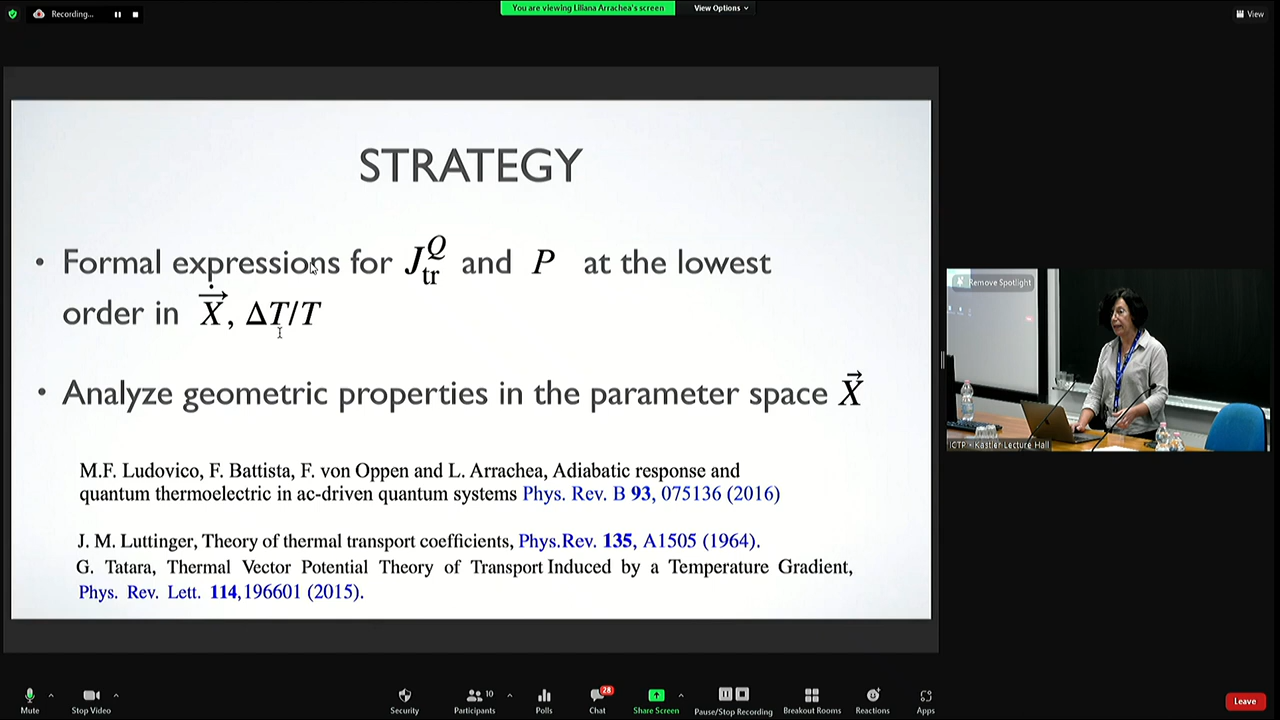 Recording...
You are viewing Liliana Arrachea's screen
View Options
View
STRATEGY
• Formal expressions for J_tr^Q and P at the lowest
order in \dot{\vec{X}}, ΔT/T
• Analyze geometric properties in the parameter space \vec{X}
M.F. Ludovico, F. Battista, F. von Oppen and L. Arrachea, Adiabatic response and
quantum thermoelectric in ac-driven quantum systems Phys. Rev. B 93, 075136 (2016)
J. M. Luttinger, Theory of thermal transport coefficients, Phys.Rev. 135, A1505 (1964).
G. Tatara, Thermal Vector Potential Theory of Transport Induced by a Temperature Gradient,
Phys. Rev. Lett. 114,196601 (2015).
Remove Spotlight
ICTP - Kastler Lecture Hall
28
10
Mute
Stop Video
Security
Participants
Polls
Chat
Share Screen
Pause/Stop Recording
Breakout Rooms
Reactions
Apps
Leave